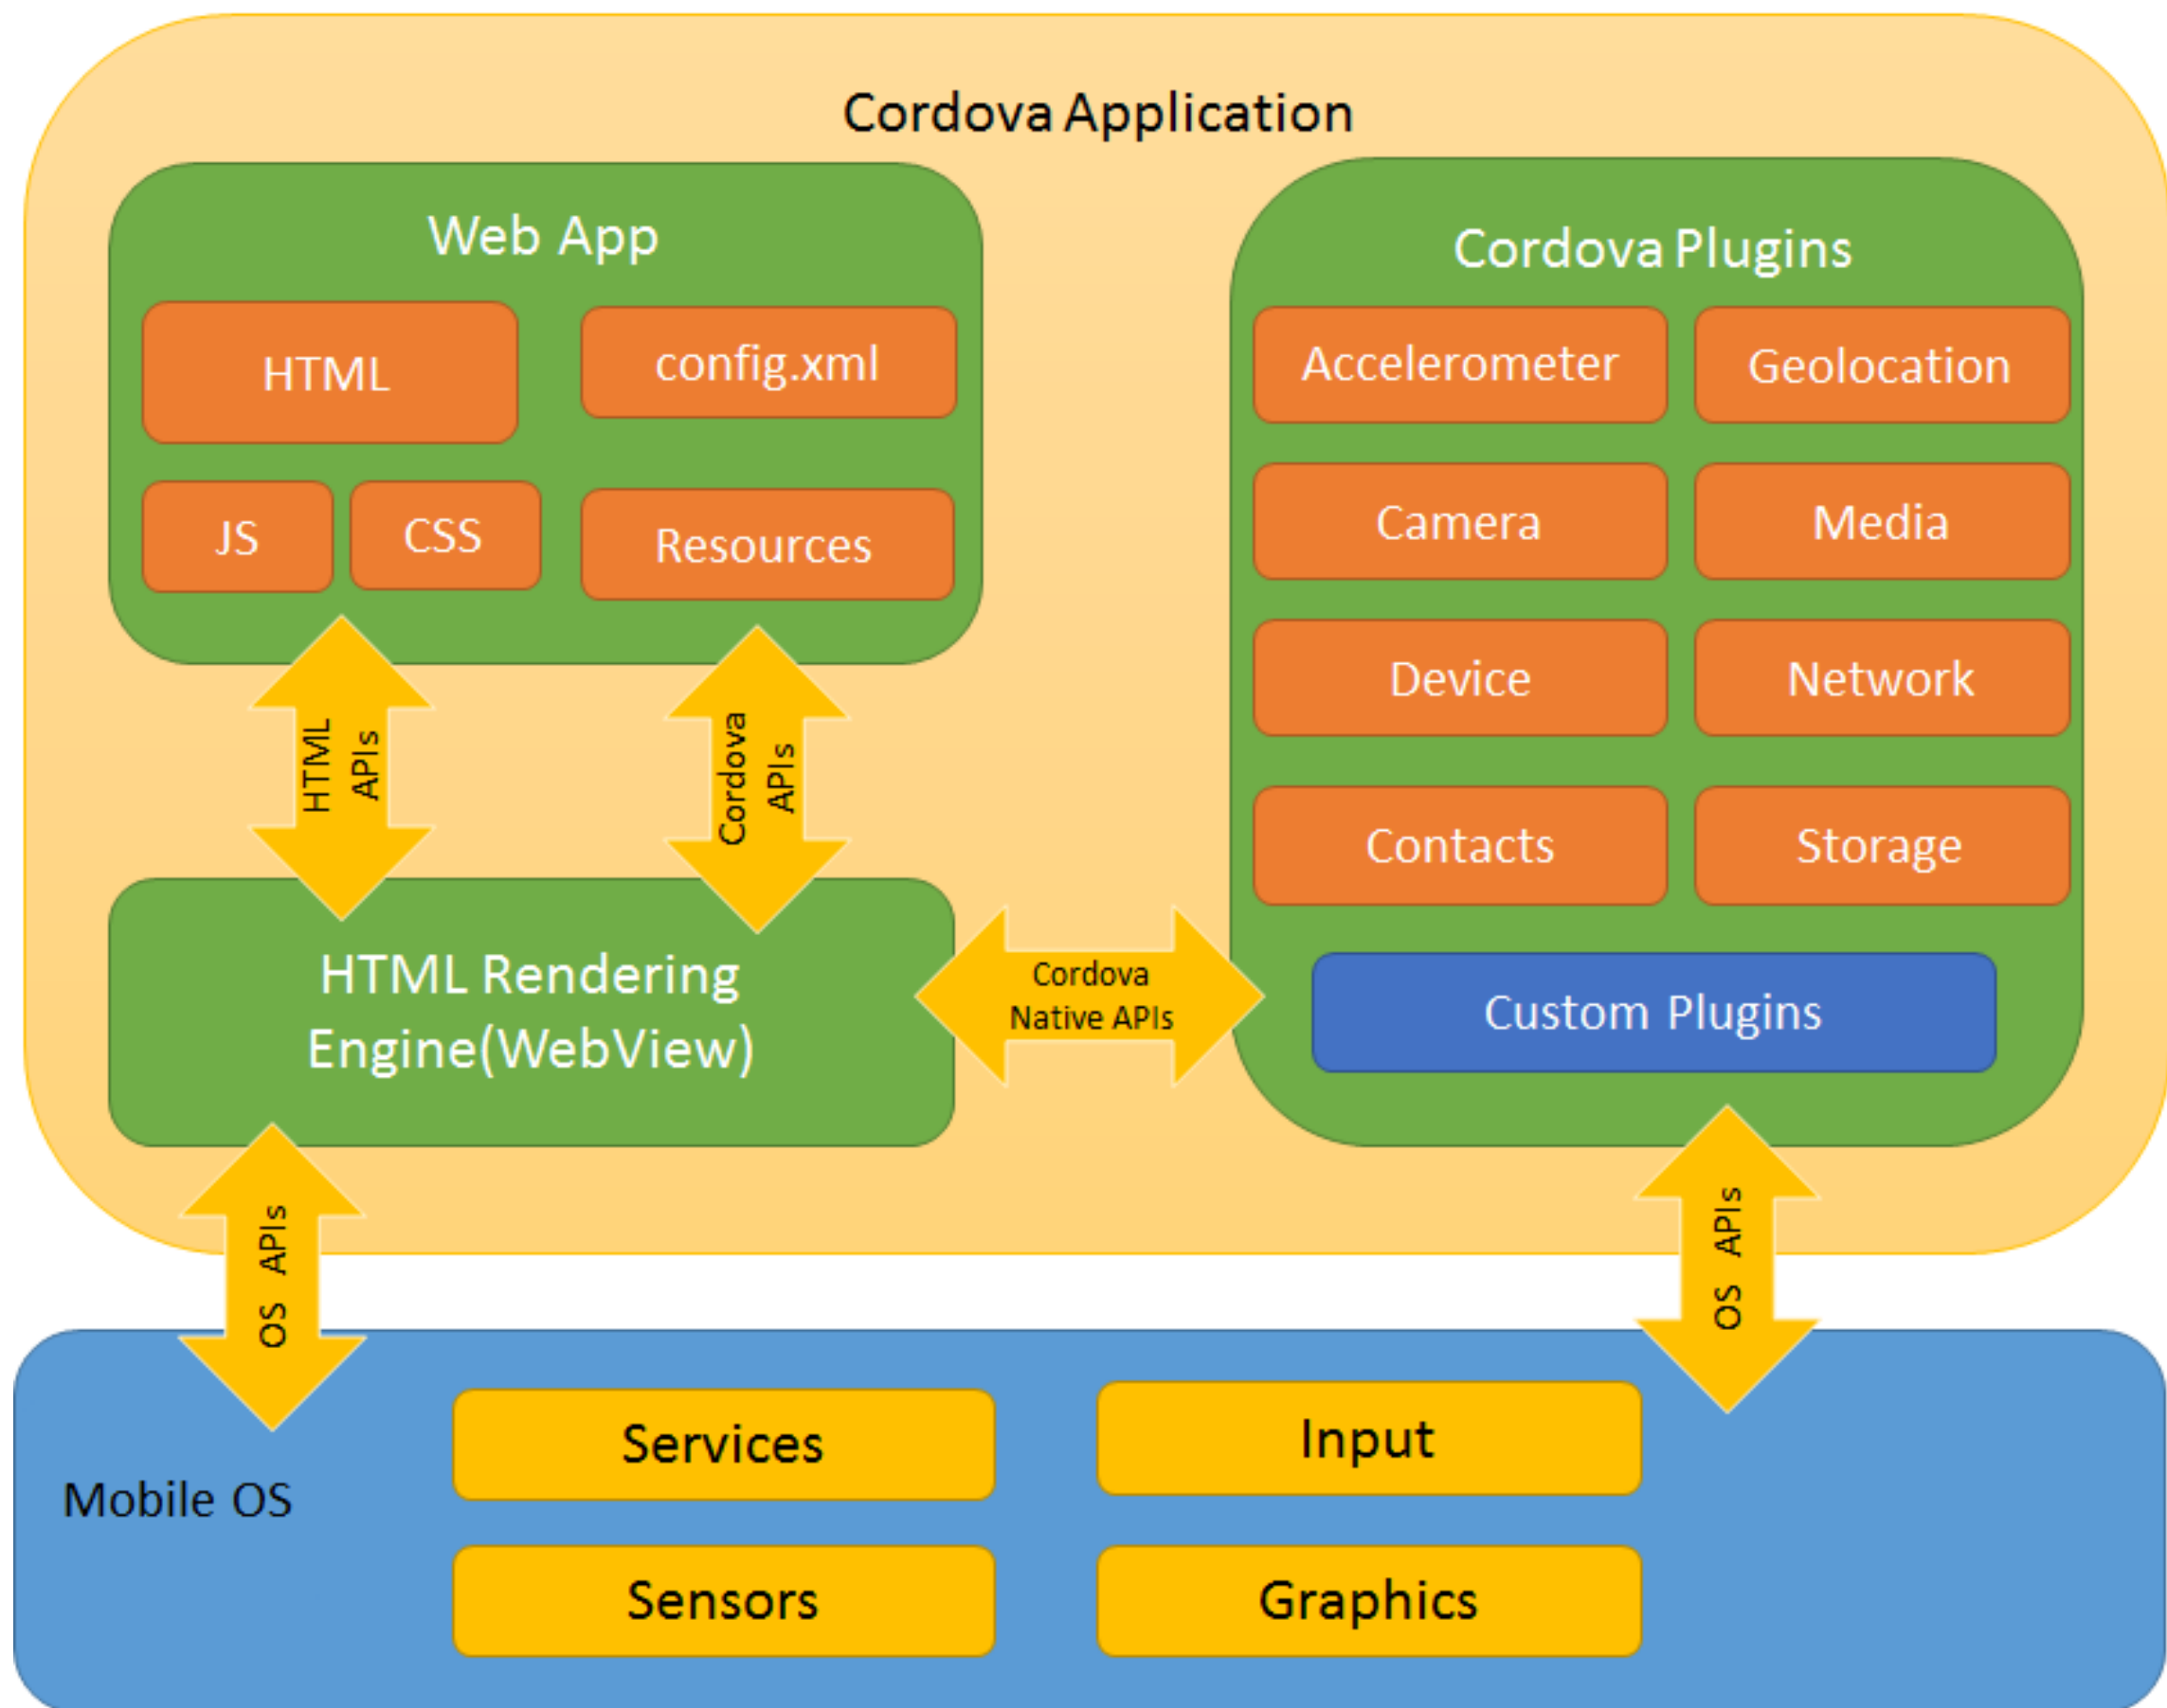 Cordova Application
Web App
HTML
config.xml
JS
CSS
Resources
HTML
APIs
Cordova
APIs
HTML Rendering
Engine(WebView)
Cordova
Native APIs
Cordova Plugins
Accelerometer
Geolocation
Camera
Media
Device
Network
Contacts
Storage
Custom Plugins
OS APIs
OS APIs
Mobile OS
Services
Input
Sensors
Graphics